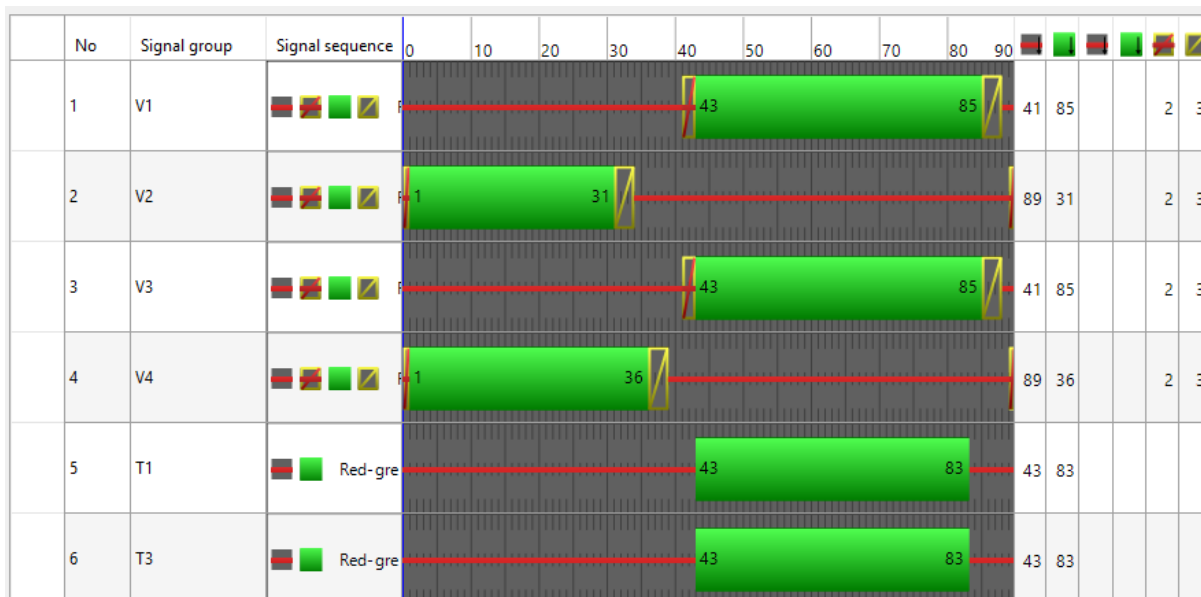 No Signal group Signal sequence 0 10 20 30 40 50 60 70 80 90
1 V1 43 85 41 85 2 3
2 V2 1 31 89 31 2 3
3 V3 43 85 41 85 2 3
4 V4 1 36 89 36 2 3
5 T1 Red-gre 43 83 43 83
6 T3 Red-gre 43 83 43 83